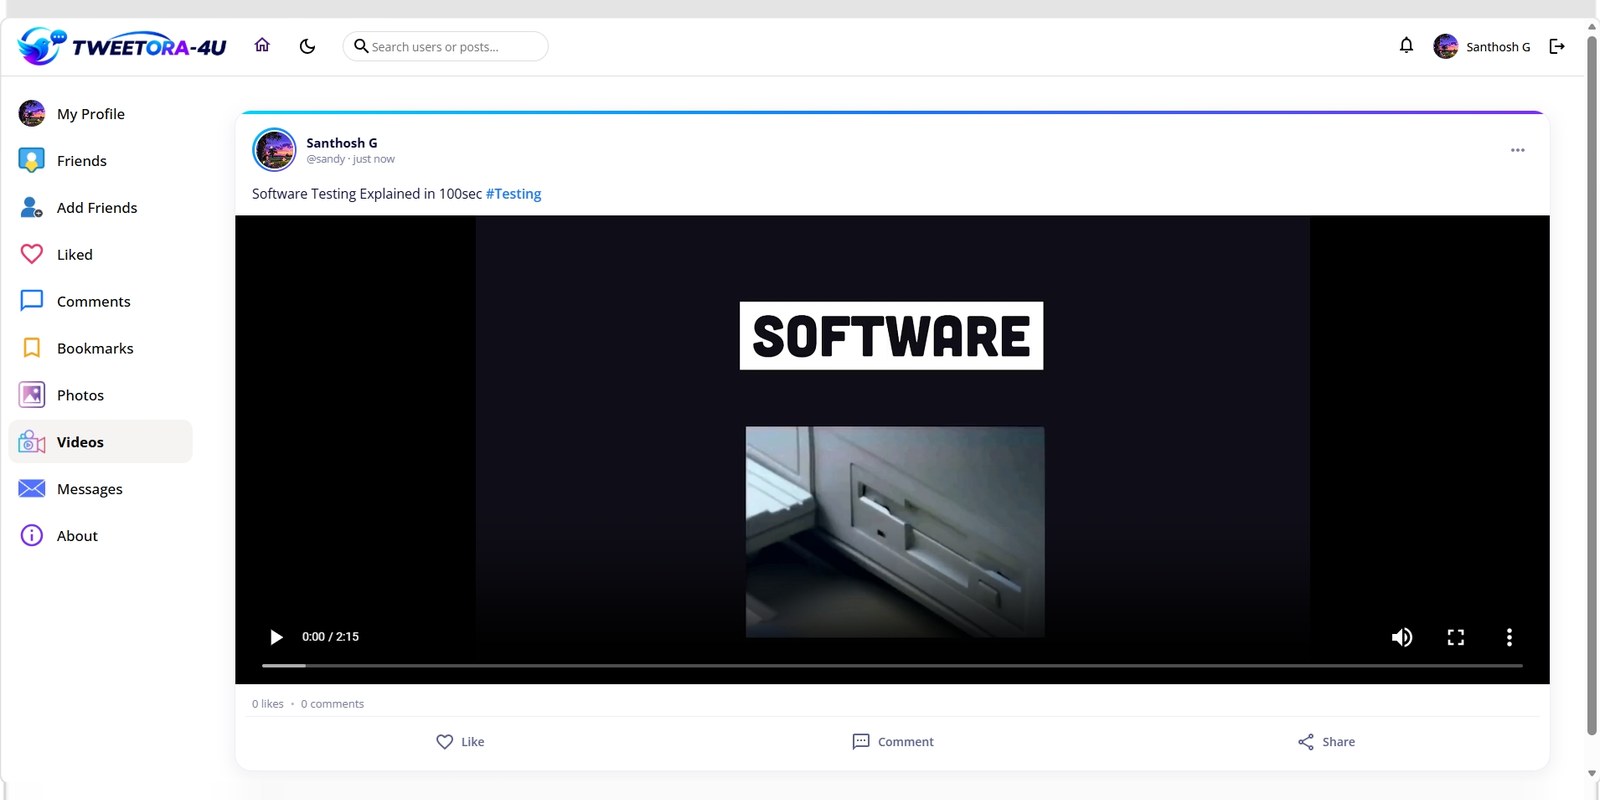 TWEETORA-4U
Search users or posts...
Santhosh G
My Profile
Friends
Add Friends
Liked
Comments
Bookmarks
Photos
Videos
Messages
About
Santhosh G
@sandy · just now
Software Testing Explained in 100sec #Testing
SOFTWARE
0:00 / 2:15
0 likes • 0 comments
Like
Comment
Share